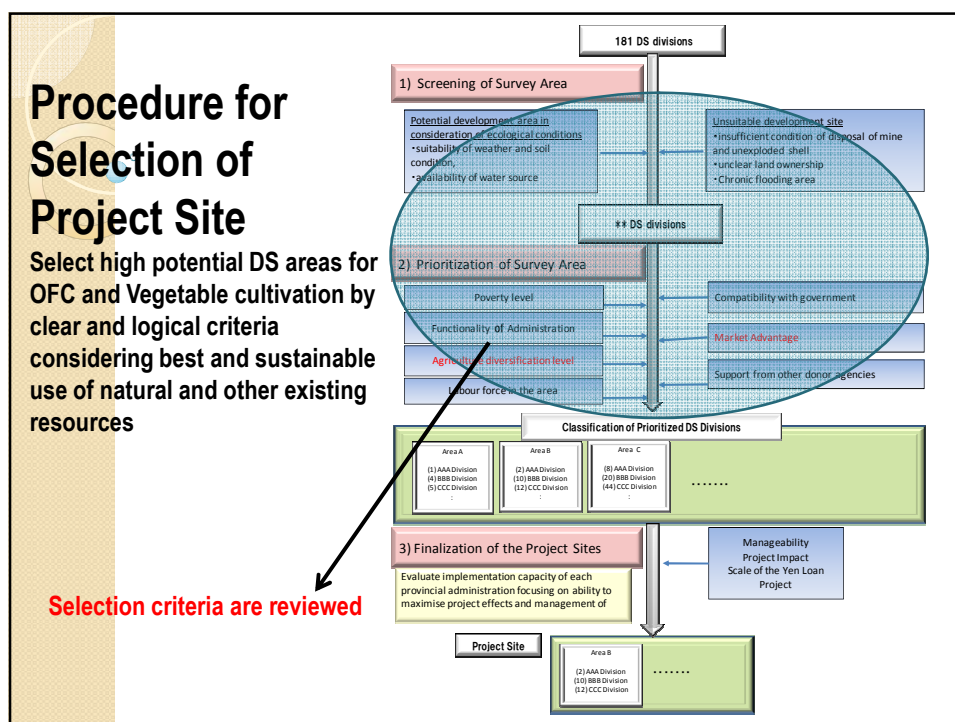 Procedure for
Selection of
Project Site
Select high potential DS areas for
OFC and Vegetable cultivation by
clear and logical criteria
considering best and sustainable
use of natural and other existing
resources
Selection criteria are reviewed
181 DS divisions
1) Screening of Survey Area
Potential development area in
consideration of ecological conditions
・suitability of weather and soil
condition,
・availability of water source
Unsuitable development site
・insufficient condition of disposal of mine
and unexploded shell
・unclear land ownership
・Chronic flooding area
** DS divisions
2) Prioritization of Survey Area
Poverty level
Functionality of Administration
Agriculture diversification level
Labour force in the area
Compatibility with government
Market Advantage
Support from other donor agencies
Classification of Prioritized DS Divisions
Area A
(1) AAA Division
(4) BBB Division
(5) CCC Division
:
Area B
(2) AAA Division
(10) BBB Division
(12) CCC Division
:
Area C
(8) AAA Division
(20) BBB Division
(44) CCC Division
:
.......
3) Finalization of the Project Sites
Evaluate implementation capacity of each
provincial administration focusing on ability to
maximise project effects and management of
Manageability
Project Impact
Scale of the Yen Loan
Project
Project Site
Area B
(2) AAA Division
(10) BBB Division
(12) CCC Division
.......